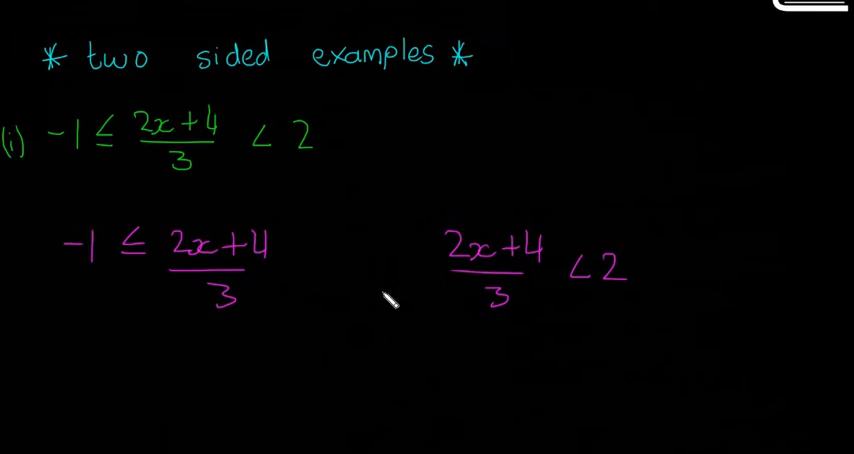 * two sided examples *
(i) -1 ≤ (2x+4)/3 < 2
-1 ≤ (2x+4)/3    (2x+4)/3 < 2